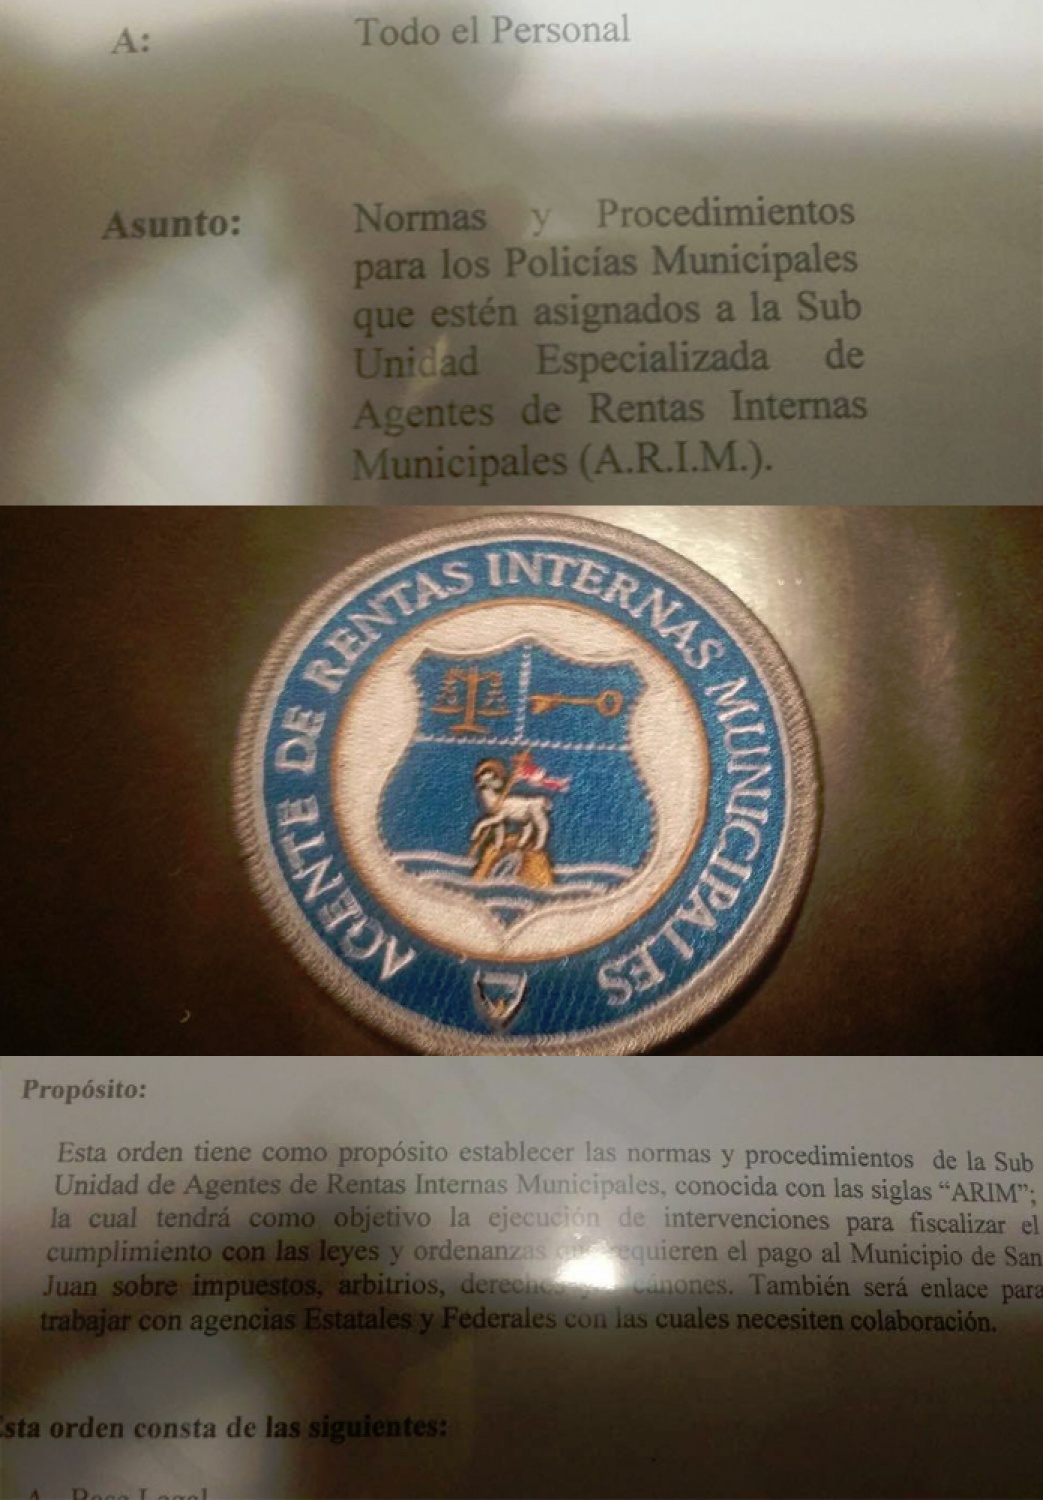 A: Todo el Personal
Asunto: Normas y Procedimientos
para los Policías Municipales
que estén asignados a la Sub
Unidad Especializada de
Agentes de Rentas Internas
Municipales (A.R.I.M.).
AGENTE DE RENTAS INTERNAS MUNICIPALES
Propósito:
Esta orden tiene como propósito establecer las normas y procedimientos de la Sub
Unidad de Agentes de Rentas Internas Municipales, conocida con las siglas “ARIM”;
la cual tendrá como objetivo la ejecución de intervenciones para fiscalizar el
cumplimiento con las leyes y ordenanzas requieren el pago al Municipio de San
Juan sobre impuestos, arbitrios, cánones. También será enlace para
trabajar con agencias Estatales y Federales con las cuales necesiten colaboración.
Esta orden consta de las siguientes:
A. Base Legal